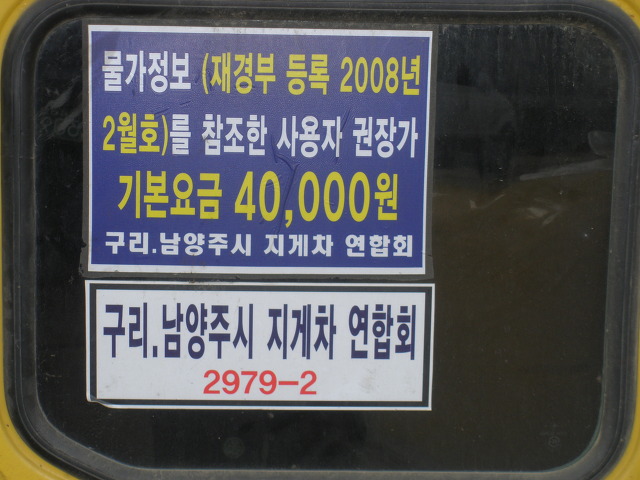 물가정보 (재경부 등록 2008년
2월호)를 참조한 사용자 권장가
기본요금 40,000원
구리.남양주시 지게차 연합회
구리.남양주시 지게차 연합회
2979-2